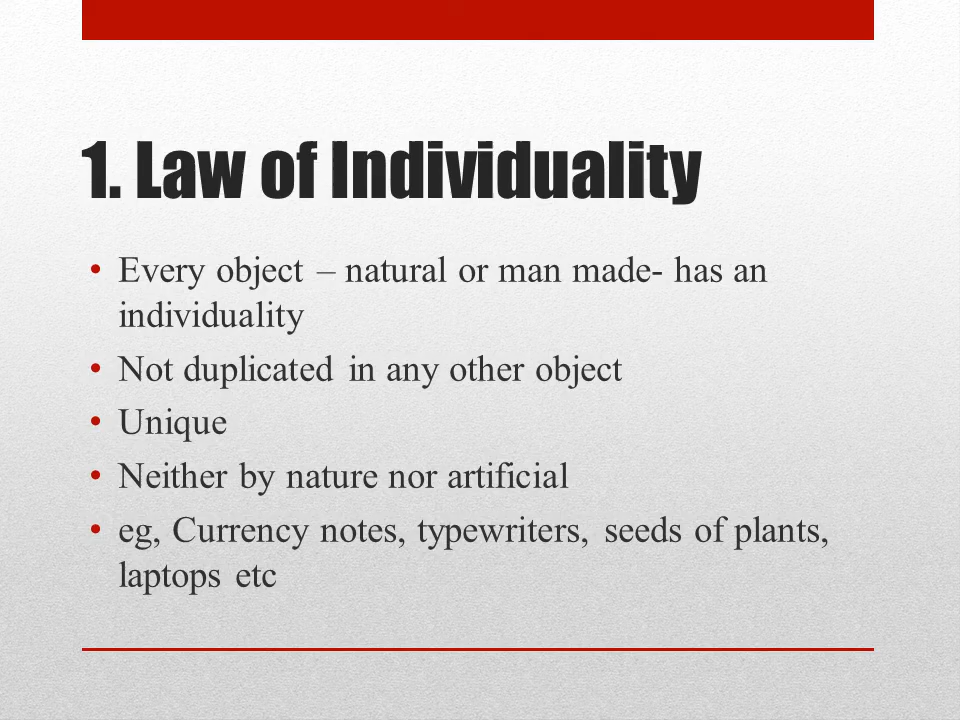 1. Law of Individuality
• Every object – natural or man made- has an
individuality
• Not duplicated in any other object
• Unique
• Neither by nature nor artificial
• eg, Currency notes, typewriters, seeds of plants,
laptops etc